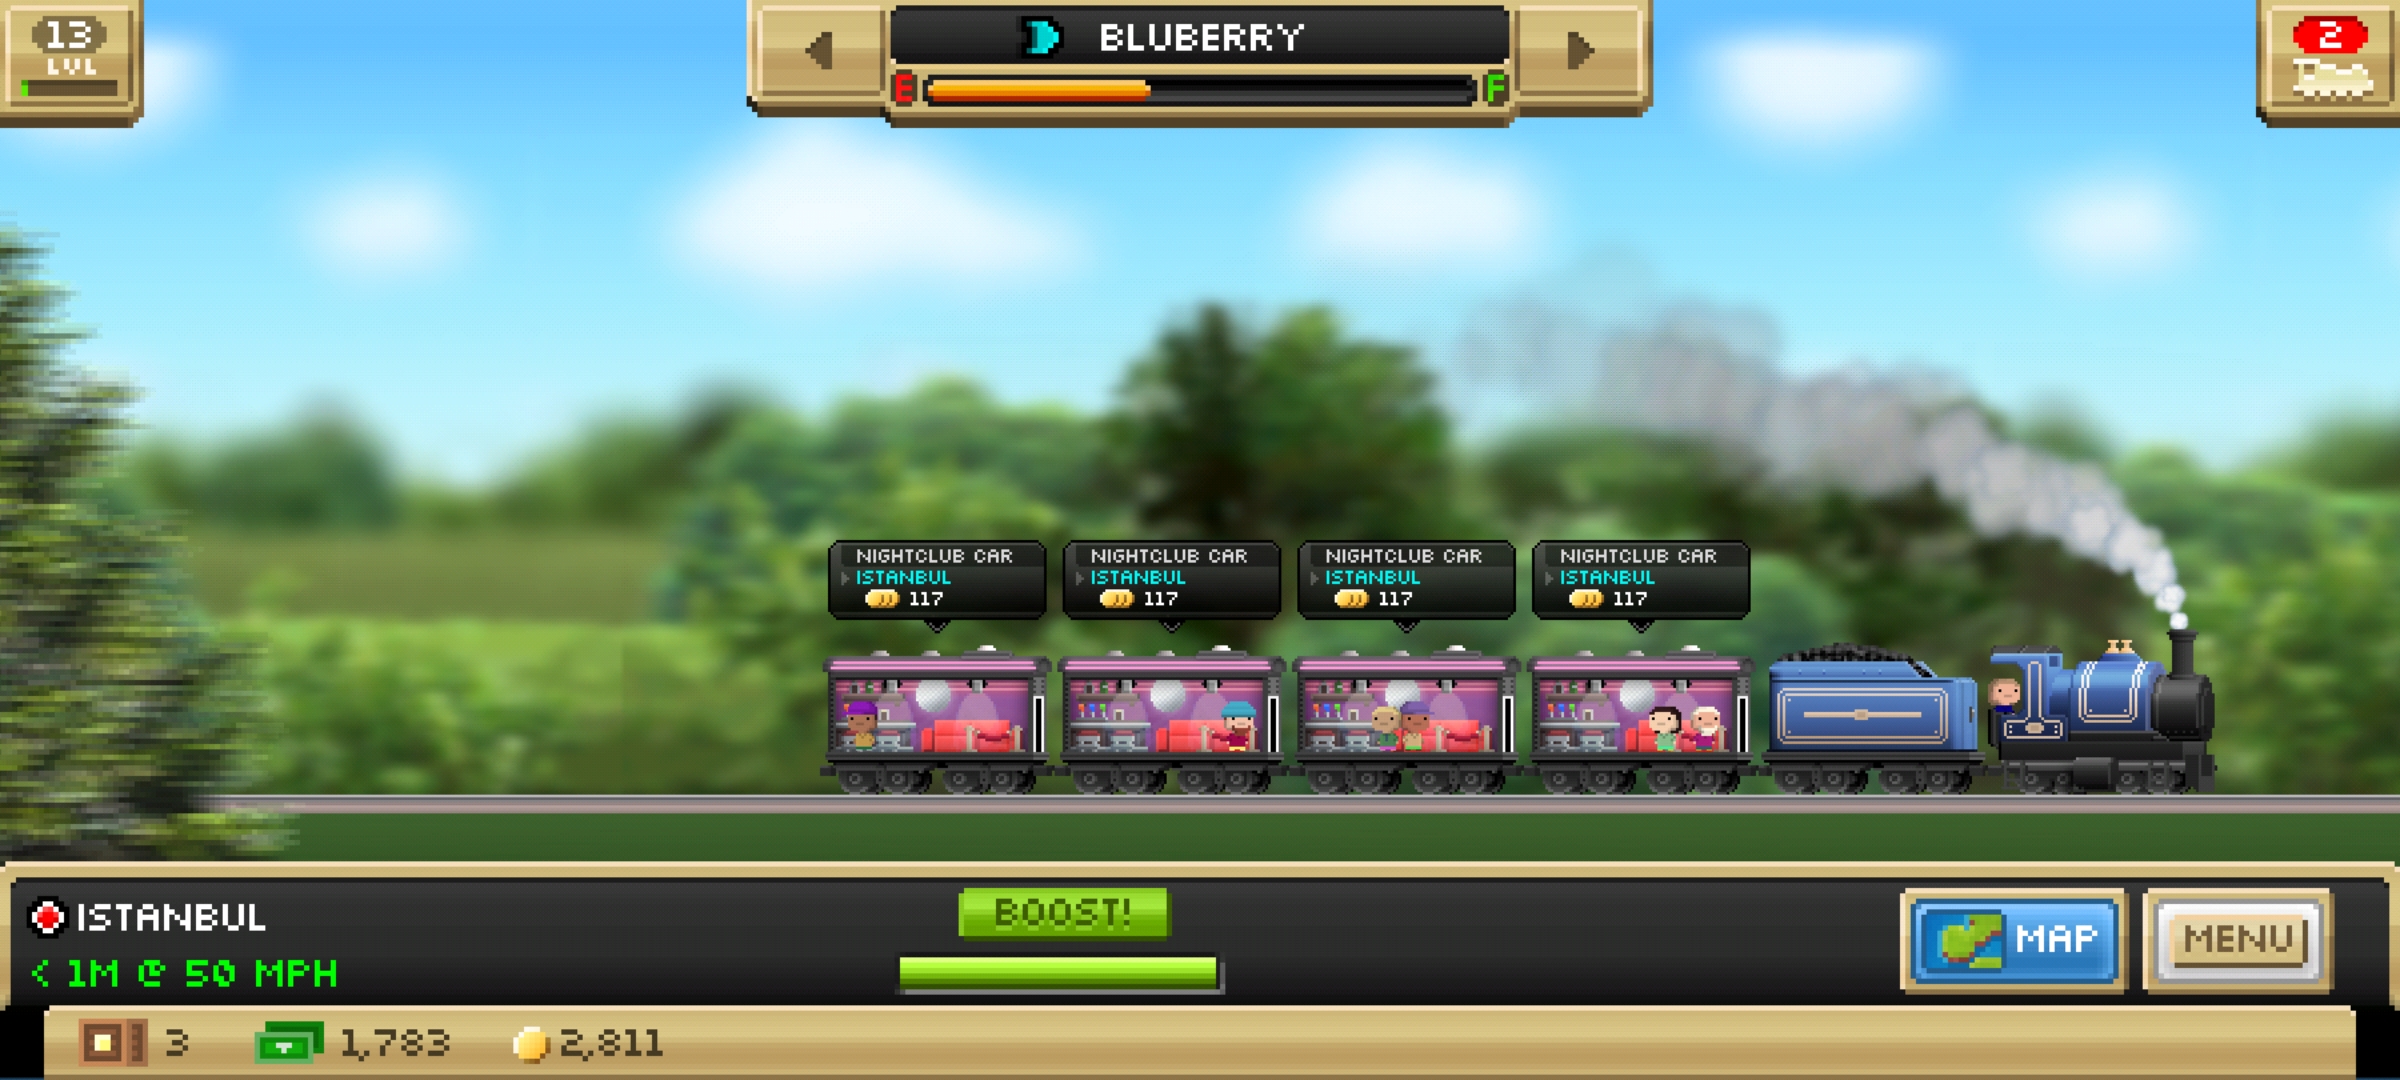 13
LVL
BLUBERRY
E F
2
NIGHTCLUB CAR
ISTANBUL
117
NIGHTCLUB CAR
ISTANBUL
117
NIGHTCLUB CAR
ISTANBUL
117
NIGHTCLUB CAR
ISTANBUL
117
ISTANBUL
< 1M @ 50 MPH
BOOST!
MAP
MENU
3 1,783 2,811